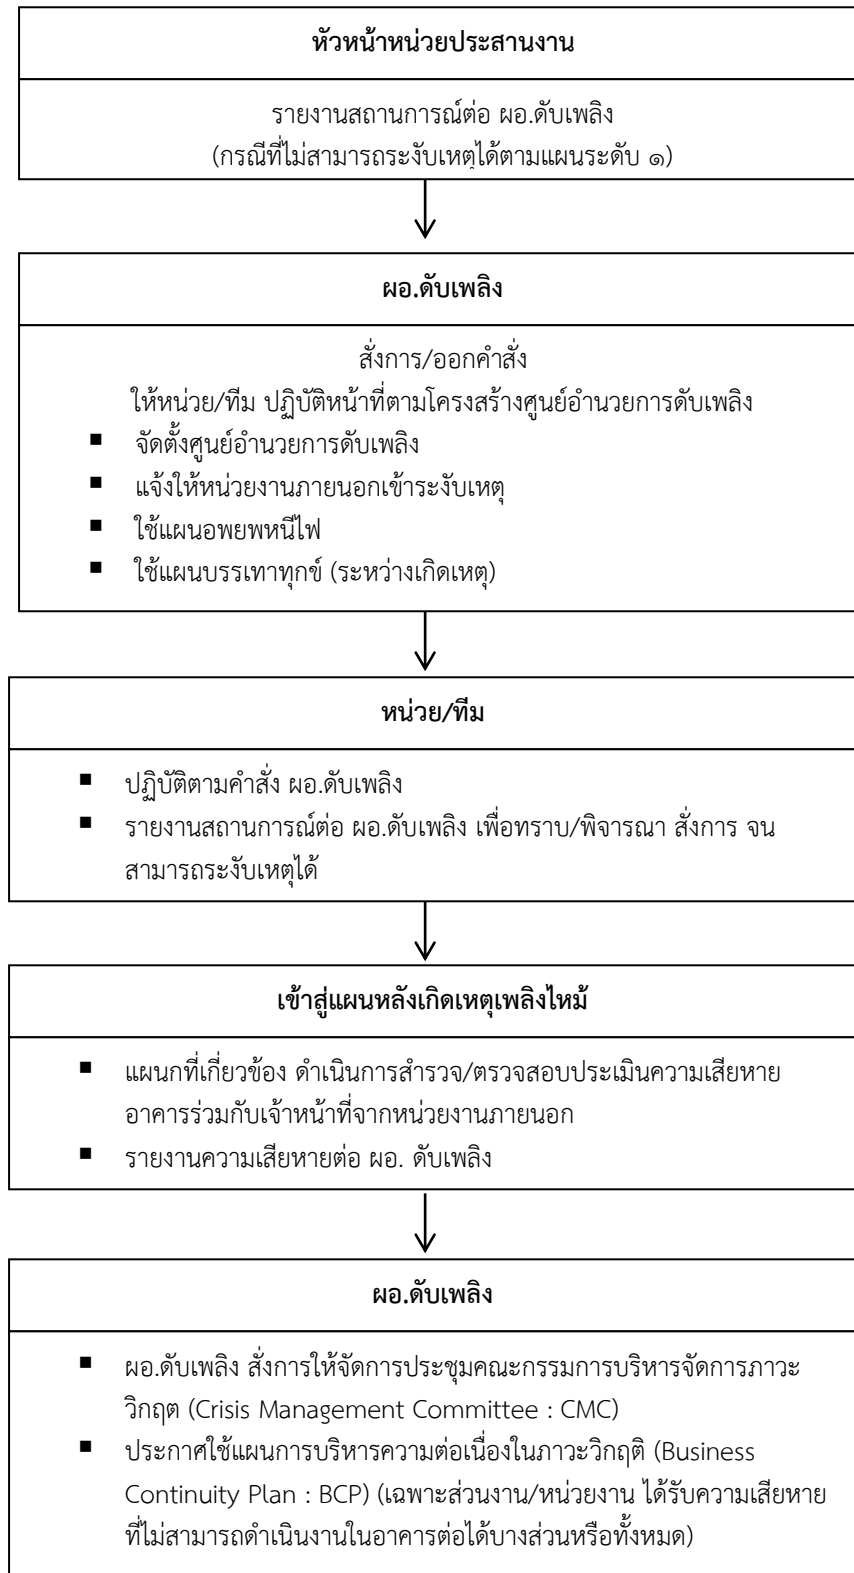 หัวหน้าหน่วยประสานงาน
รายงานสถานการณ์ต่อ ผอ.ดับเพลิง
(กรณีที่ไม่สามารถระงับเหตุได้ตามแผนระดับ ๑)
ผอ.ดับเพลิง
สั่งการ/ออกคำสั่ง
ให้หน่วย/ทีม ปฏิบัติหน้าที่ตามโครงสร้างศูนย์อำนวยการดับเพลิง
▪ จัดตั้งศูนย์อำนวยการดับเพลิง
▪ แจ้งให้หน่วยงานภายนอกเข้าระงับเหตุ
▪ ใช้แผนอพยพหนีไฟ
▪ ใช้แผนบรรเทาทุกข์ (ระหว่างเกิดเหตุ)
หน่วย/ทีม
▪ ปฏิบัติตามคำสั่ง ผอ.ดับเพลิง
▪ รายงานสถานการณ์ต่อ ผอ.ดับเพลิง เพื่อทราบ/พิจารณา สั่งการ จน
สามารถระงับเหตุได้
เข้าสู่แผนหลังเกิดเหตุเพลิงไหม้
▪ แผนกที่เกี่ยวข้อง ดำเนินการสำรวจ/ตรวจสอบประเมินความเสียหาย
อาคารร่วมกับเจ้าหน้าที่จากหน่วยงานภายนอก
▪ รายงานความเสียหายต่อ ผอ. ดับเพลิง
ผอ.ดับเพลิง
▪ ผอ.ดับเพลิง สั่งการให้จัดการประชุมคณะกรรมการบริหารจัดการภาวะ
วิกฤต (Crisis Management Committee : CMC)
▪ ประกาศใช้แผนการบริหารความต่อเนื่องในภาวะวิกฤติ (Business
Continuity Plan : BCP) (เฉพาะส่วนงาน/หน่วยงาน ได้รับความเสียหาย
ที่ไม่สามารถดำเนินงานในอาคารต่อได้บางส่วนหรือทั้งหมด)